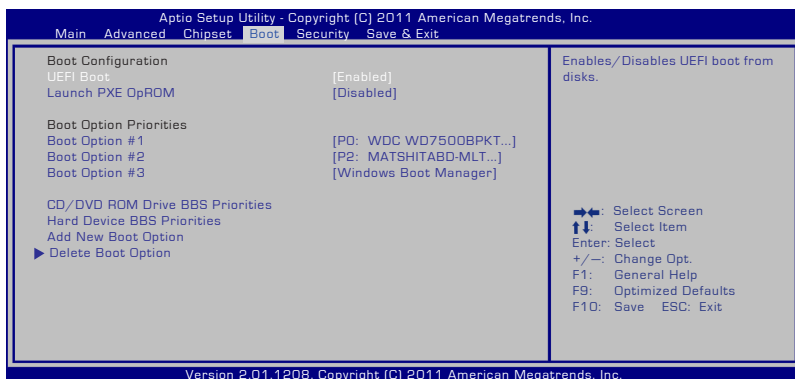 Aptio Setup Utility - Copyright (C) 2011 American Megatrends, Inc.
Main Advanced Chipset Boot Security Save & Exit
Boot Configuration
UEFI Boot [Enabled]
Launch PXE OpROM [Disabled]
Boot Option Priorities
Boot Option #1 [P0: WDC WD7500BPKT...]
Boot Option #2 [P2: MATSHITABD-MLT...]
Boot Option #3 [Windows Boot Manager]
CD/DVD ROM Drive BBS Priorities
Hard Device BBS Priorities
Add New Boot Option
Delete Boot Option
Enables/Disables UEFI boot from
disks.
: Select Screen
: Select Item
Enter: Select
+/—: Change Opt.
F1: General Help
F9: Optimized Defaults
F10: Save ESC: Exit
Version 2.01.1208. Copyright (C) 2011 American Megatrends, Inc.